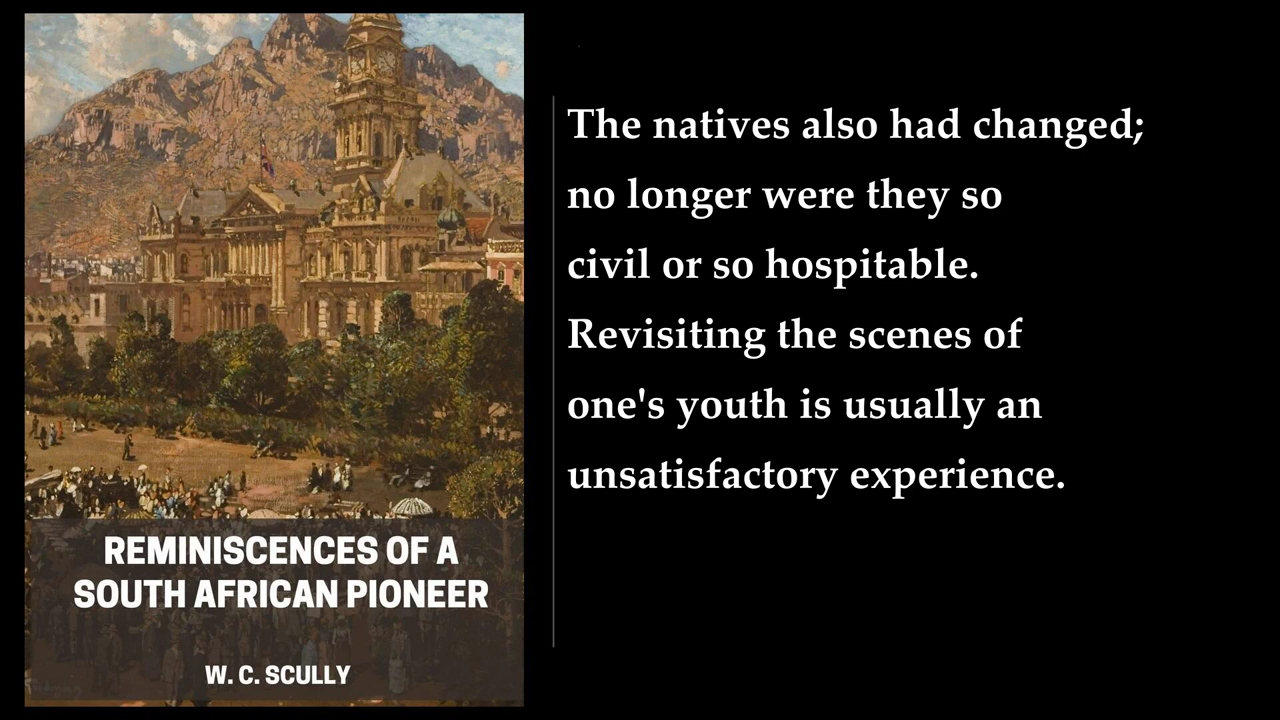 The natives also had changed;
no longer were they so
civil or so hospitable.
Revisiting the scenes of
one's youth is usually an
unsatisfactory experience.
REMINISCENCES OF A
SOUTH AFRICAN PIONEER
W. C. SCULLY